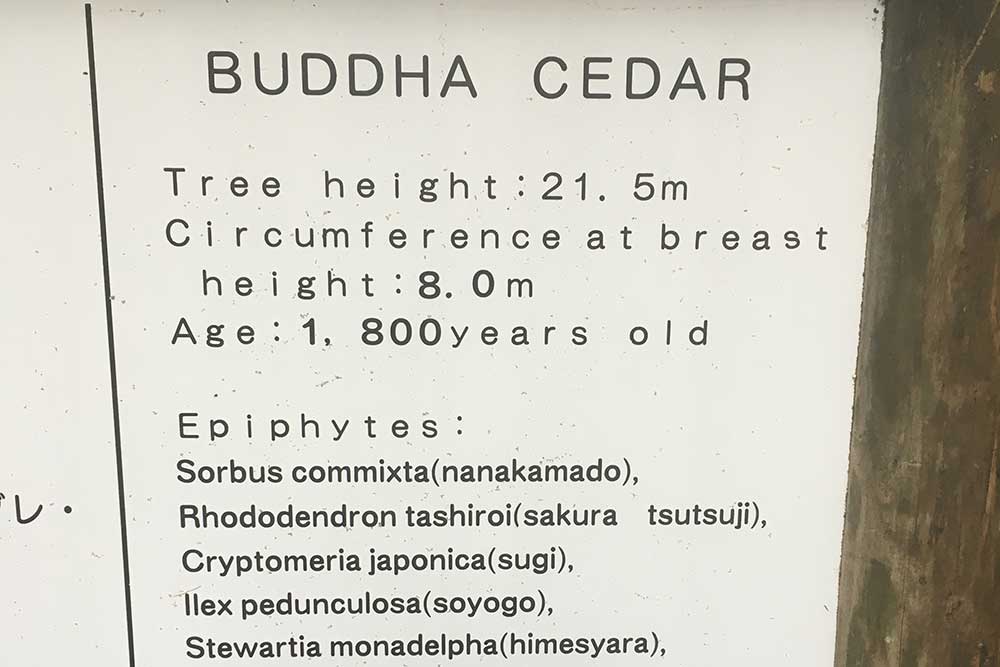 BUDDHA CEDAR
Tree height:21.5m
Circumference at breast
height:8.0m
Age:1,800years old
Epiphytes:
Sorbus commixta(nanakamado),
Rhododendron tashiroi(sakura tsutsuji),
Cryptomeria japonica(sugi),
Ilex pedunculosa(soyogo),
Stewartia monadelpha(himesyara),
レ・